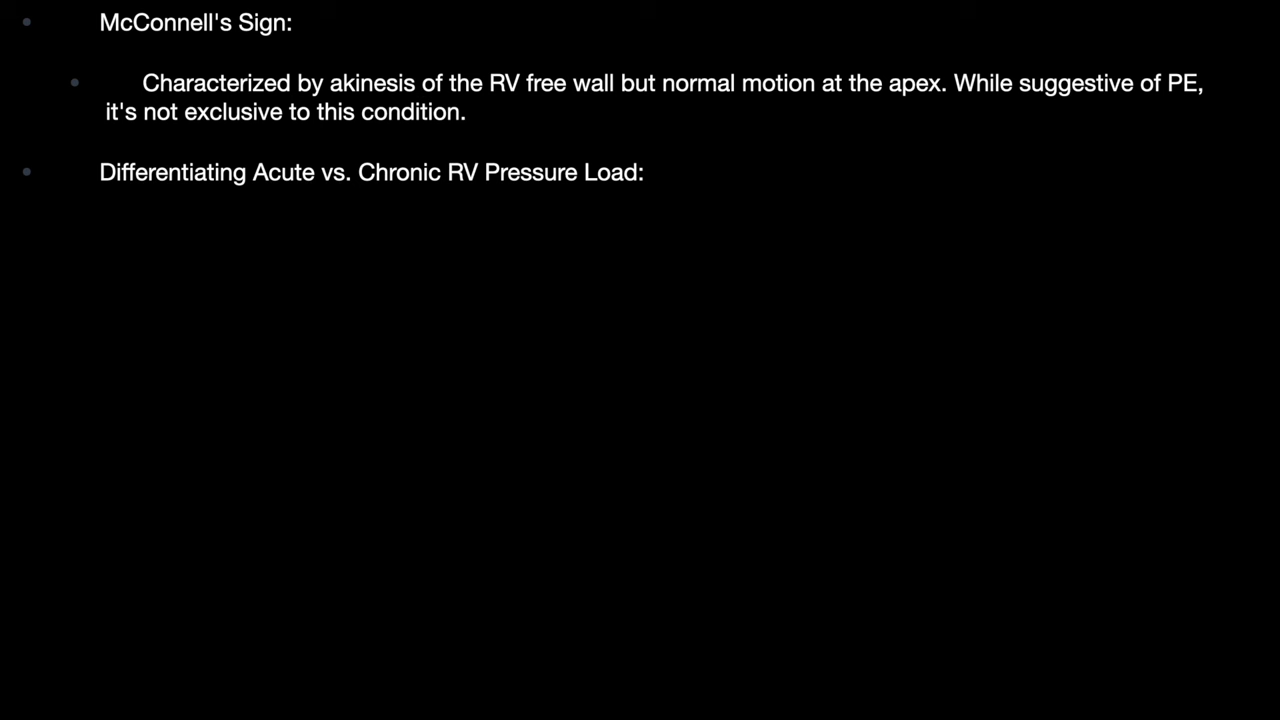 McConnell's Sign:
Characterized by akinesis of the RV free wall but normal motion at the apex. While suggestive of PE,
it's not exclusive to this condition.
Differentiating Acute vs. Chronic RV Pressure Load: